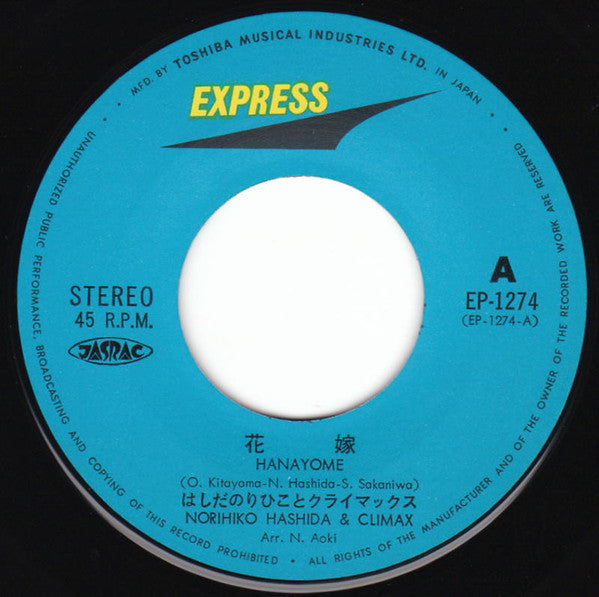 MFD. BY TOSHIBA MUSICAL INDUSTRIES LTD. IN JAPAN
EXPRESS
A
STEREO
45 R.P.M.
EP-1274
(EP-1274-A)
JASRAC
花嫁
HANAYOME
(O. Kitayama-N. Hashida-S. Sakaniwa)
はしだのりひことクライマックス
NORIHIKO HASHIDA & CLIMAX
Arr. N. Aoki
UNAUTHORIZED PUBLIC PERFORMANCE, BROADCASTING AND COPYING OF THIS RECORD PROHIBITED • ALL RIGHTS OF THE MANUFACTURER AND OF THE OWNER OF THE RECORDED WORK ARE RESERVED •